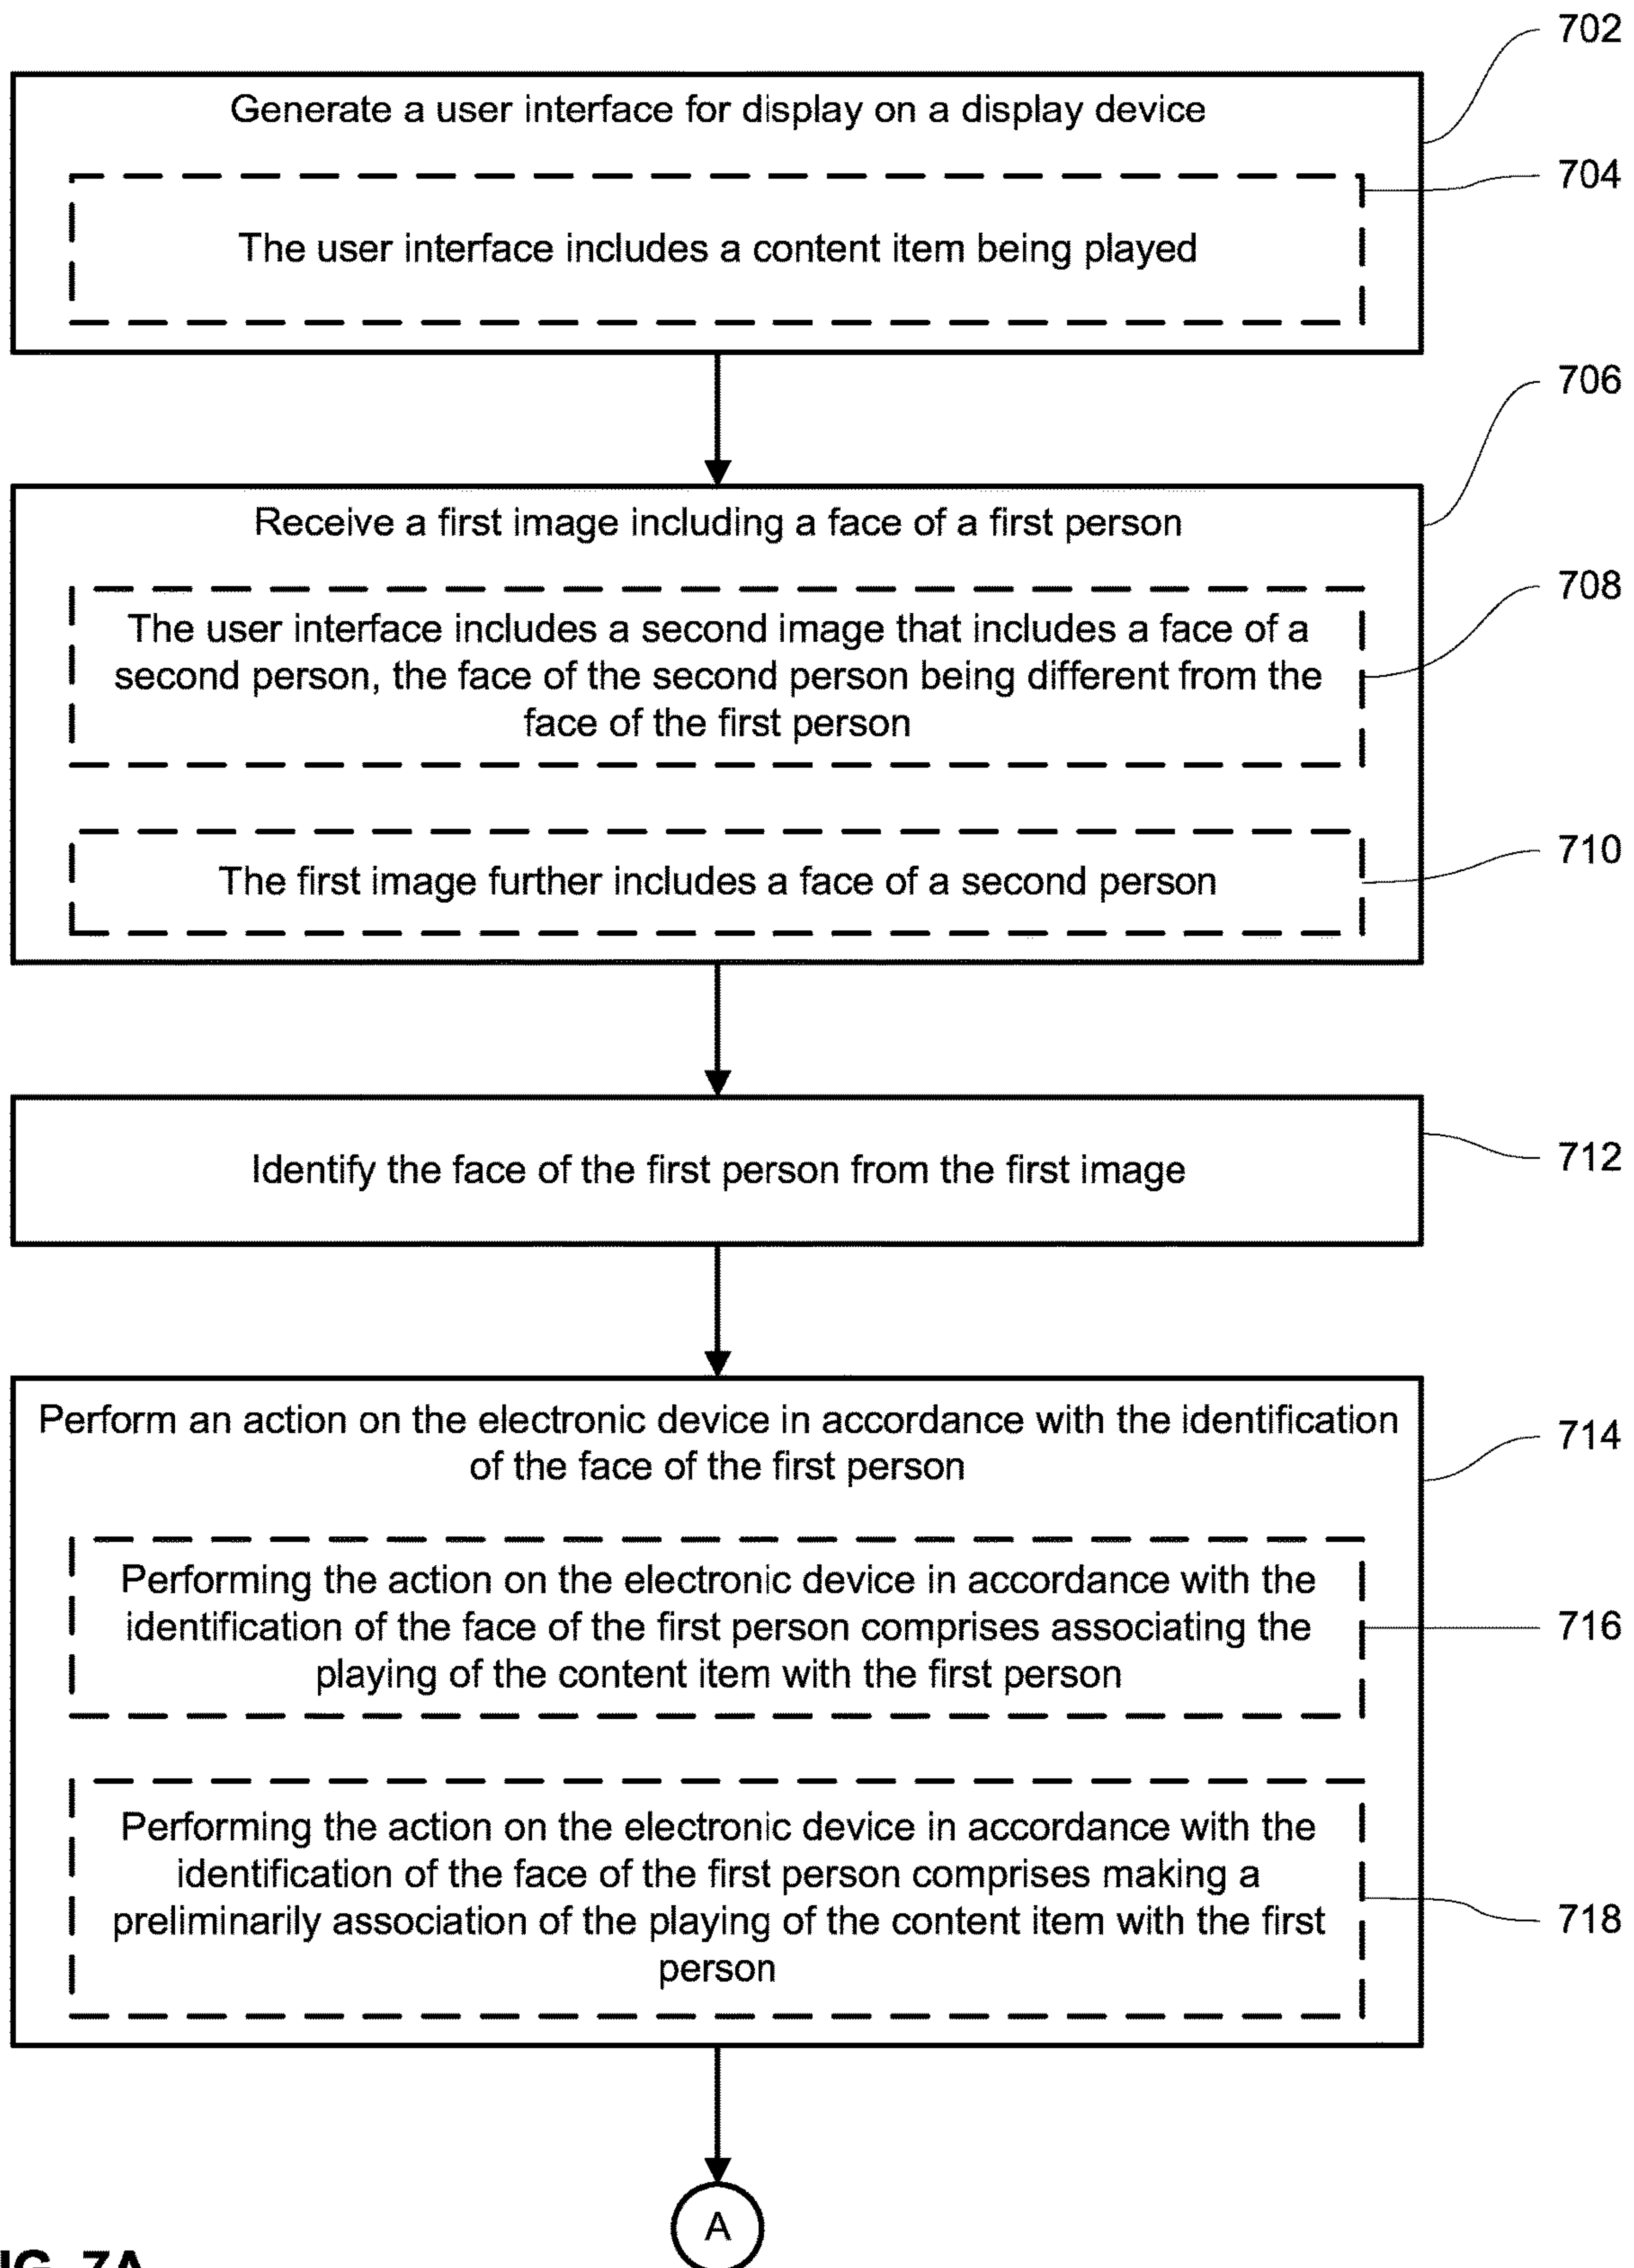 702
Generate a user interface for display on a display device
704
The user interface includes a content item being played
706
Receive a first image including a face of a first person
708
The user interface includes a second image that includes a face of a
second person, the face of the second person being different from the
face of the first person
710
The first image further includes a face of a second person
712
Identify the face of the first person from the first image
714
Perform an action on the electronic device in accordance with the identification
of the face of the first person
716
Performing the action on the electronic device in accordance with the
identification of the face of the first person comprises associating the
playing of the content item with the first person
718
Performing the action on the electronic device in accordance with the
identification of the face of the first person comprises making a
preliminarily association of the playing of the content item with the first
person
A
7A